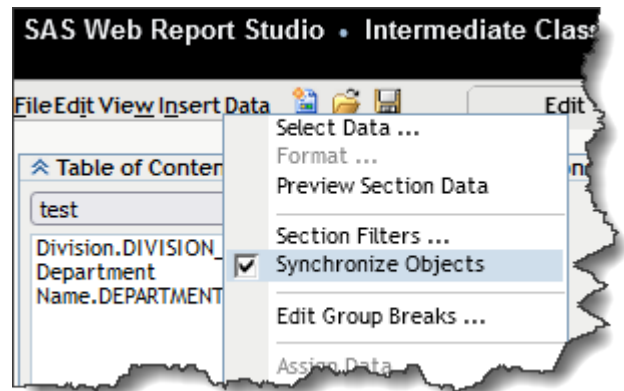 SAS Web Report Studio • Intermediate Class
File Edit View Insert Data Edit
Select Data ...
Format ...
Table of Conten
Preview Section Data
test
Section Filters ...
Division.DIVISION_
Synchronize Objects
Department
Name.DEPARTMENT
Edit Group Breaks ...
Assign Data